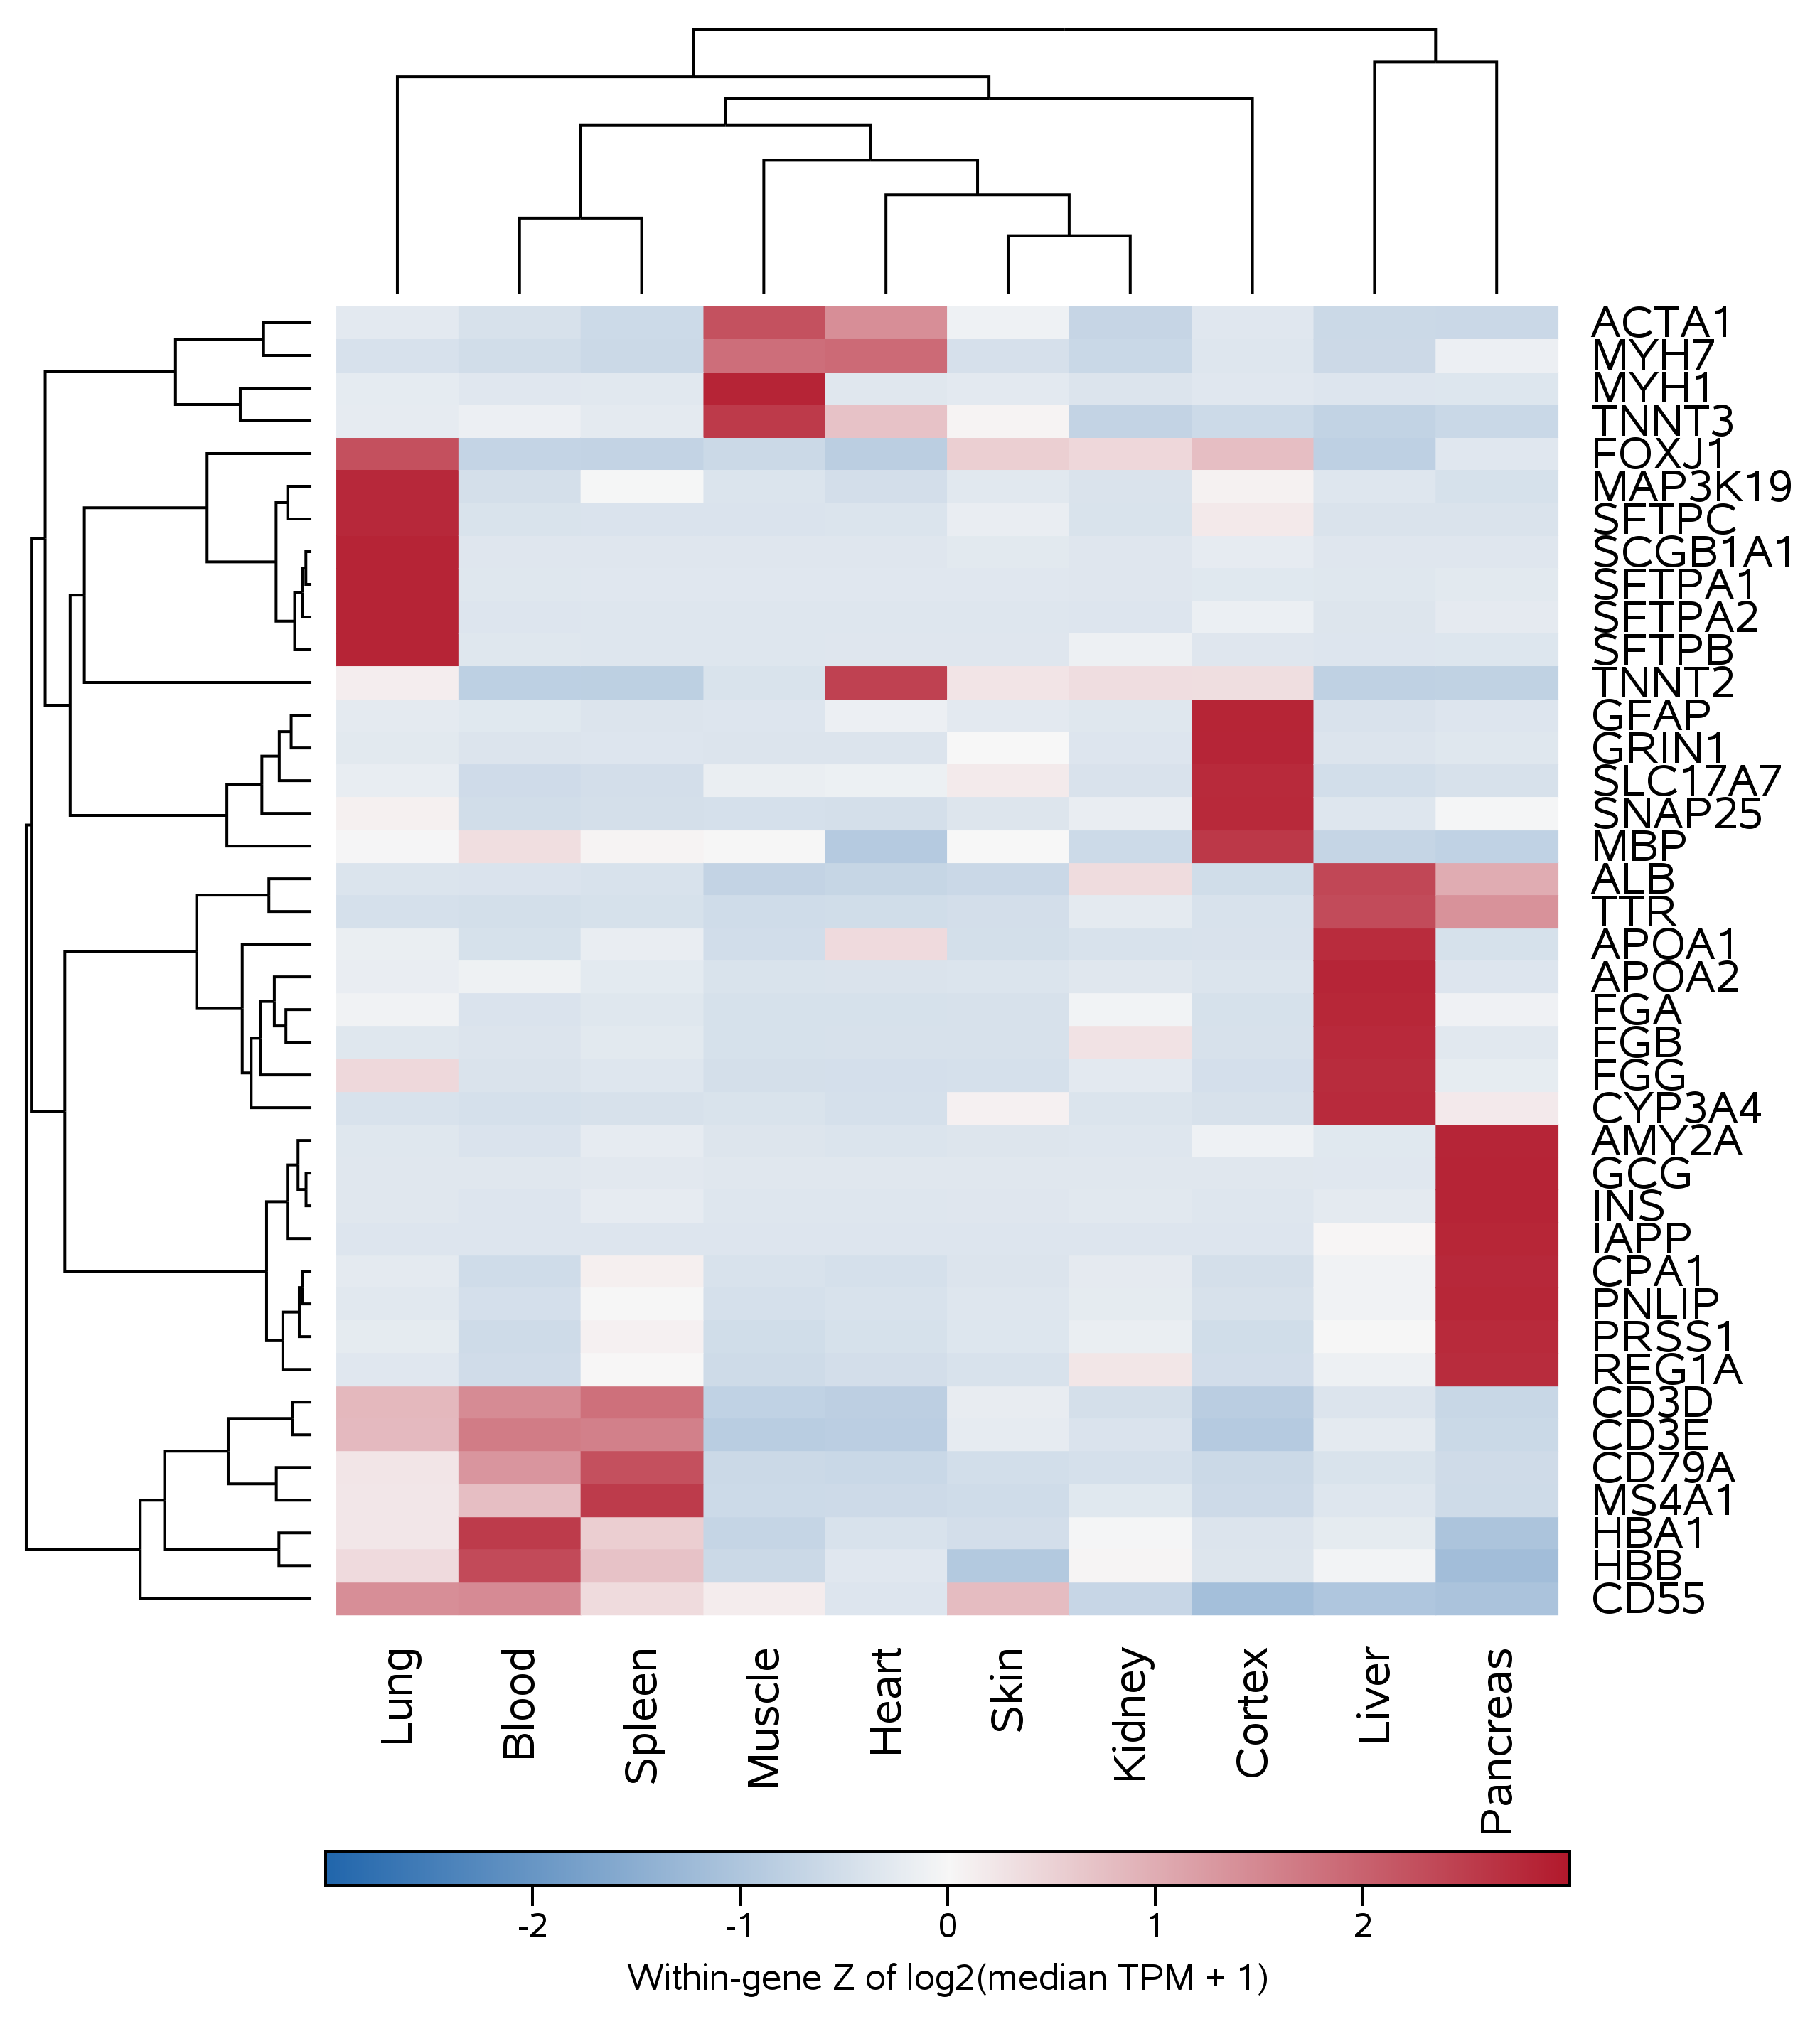 ACTA1
MYH7
MYH1
TNNT3
FOXJ1
MAP3K19
SFTPC
SCGB1A1
SFTPA1
SFTPA2
SFTPB
TNNT2
GFAP
GRIN1
SLC17A7
SNAP25
MBP
ALB
TTR
APOA1
APOA2
FGA
FGB
FGG
CYP3A4
AMY2A
GCG
INS
IAPP
CPA1
PNLIP
PRSS1
REG1A
CD3D
CD3E
CD79A
MS4A1
HBA1
HBB
CD55
Lung
Blood
Spleen
Muscle
Heart
Skin
Kidney
Cortex
Liver
Pancreas
-2 -1 0 1 2
Within-gene Z of log2(median TPM + 1)